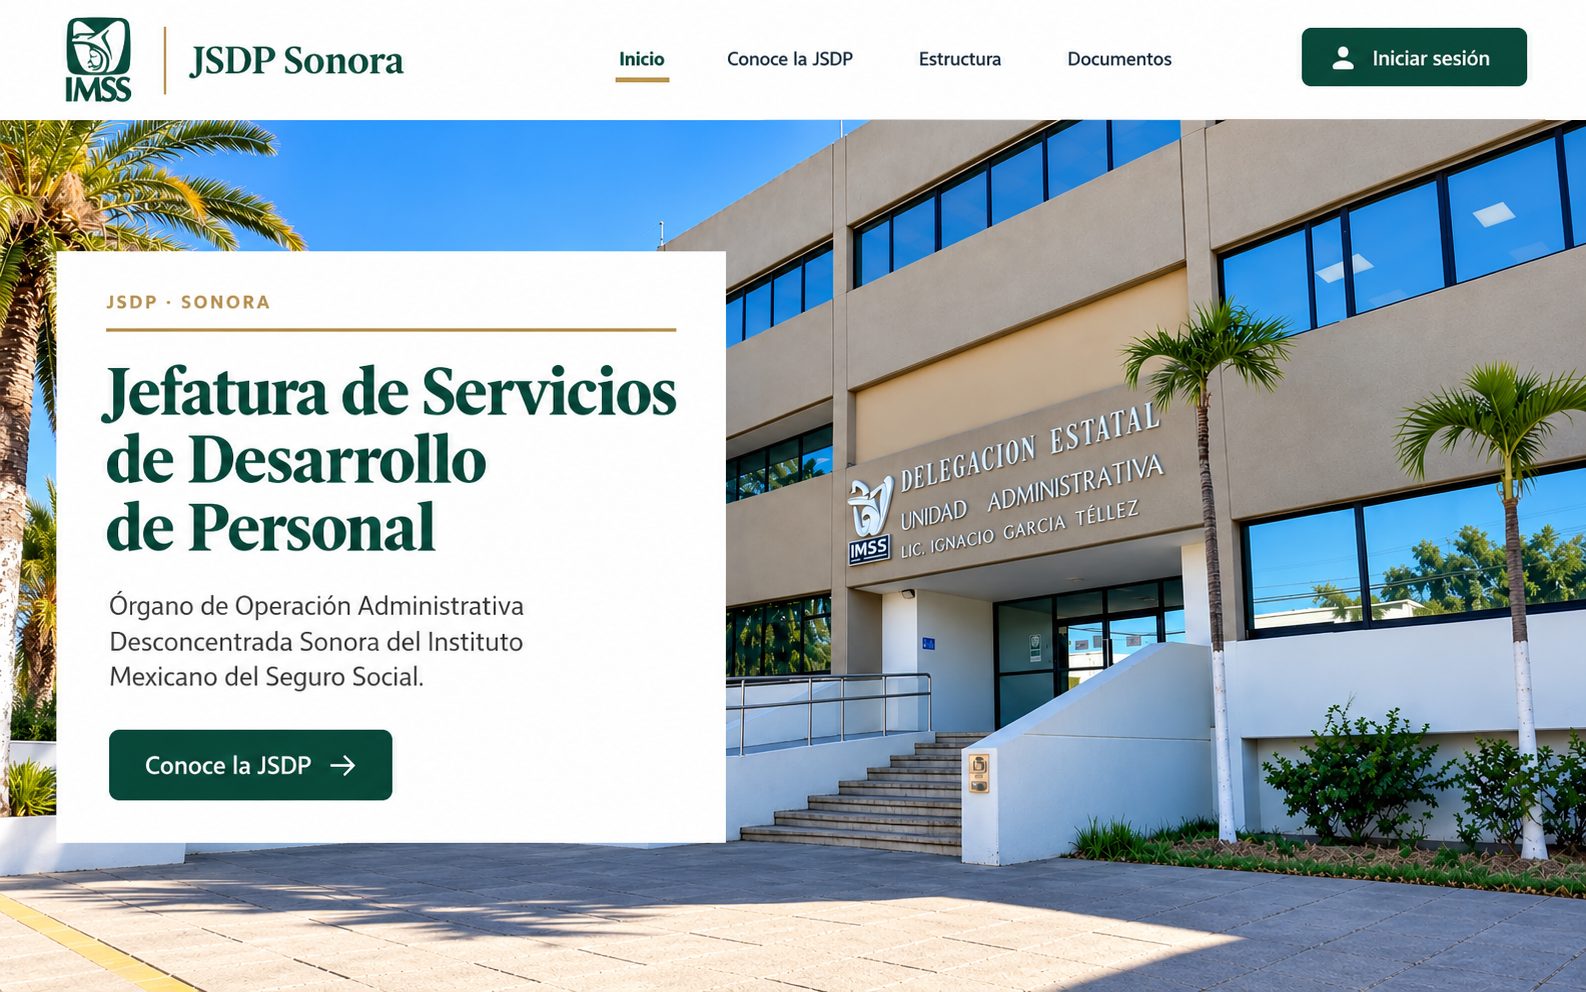 IMSS
JSDP Sonora
Inicio
Conoce la JSDP
Estructura
Documentos
Iniciar sesión
JSDP · SONORA
Jefatura de Servicios
de Desarrollo
de Personal
Órgano de Operación Administrativa
Desconcentrada Sonora del Instituto
Mexicano del Seguro Social.
Conoce la JSDP →
DELEGACION ESTATAL
UNIDAD ADMINISTRATIVA
LIC. IGNACIO GARCIA TÉLLEZ
IMSS